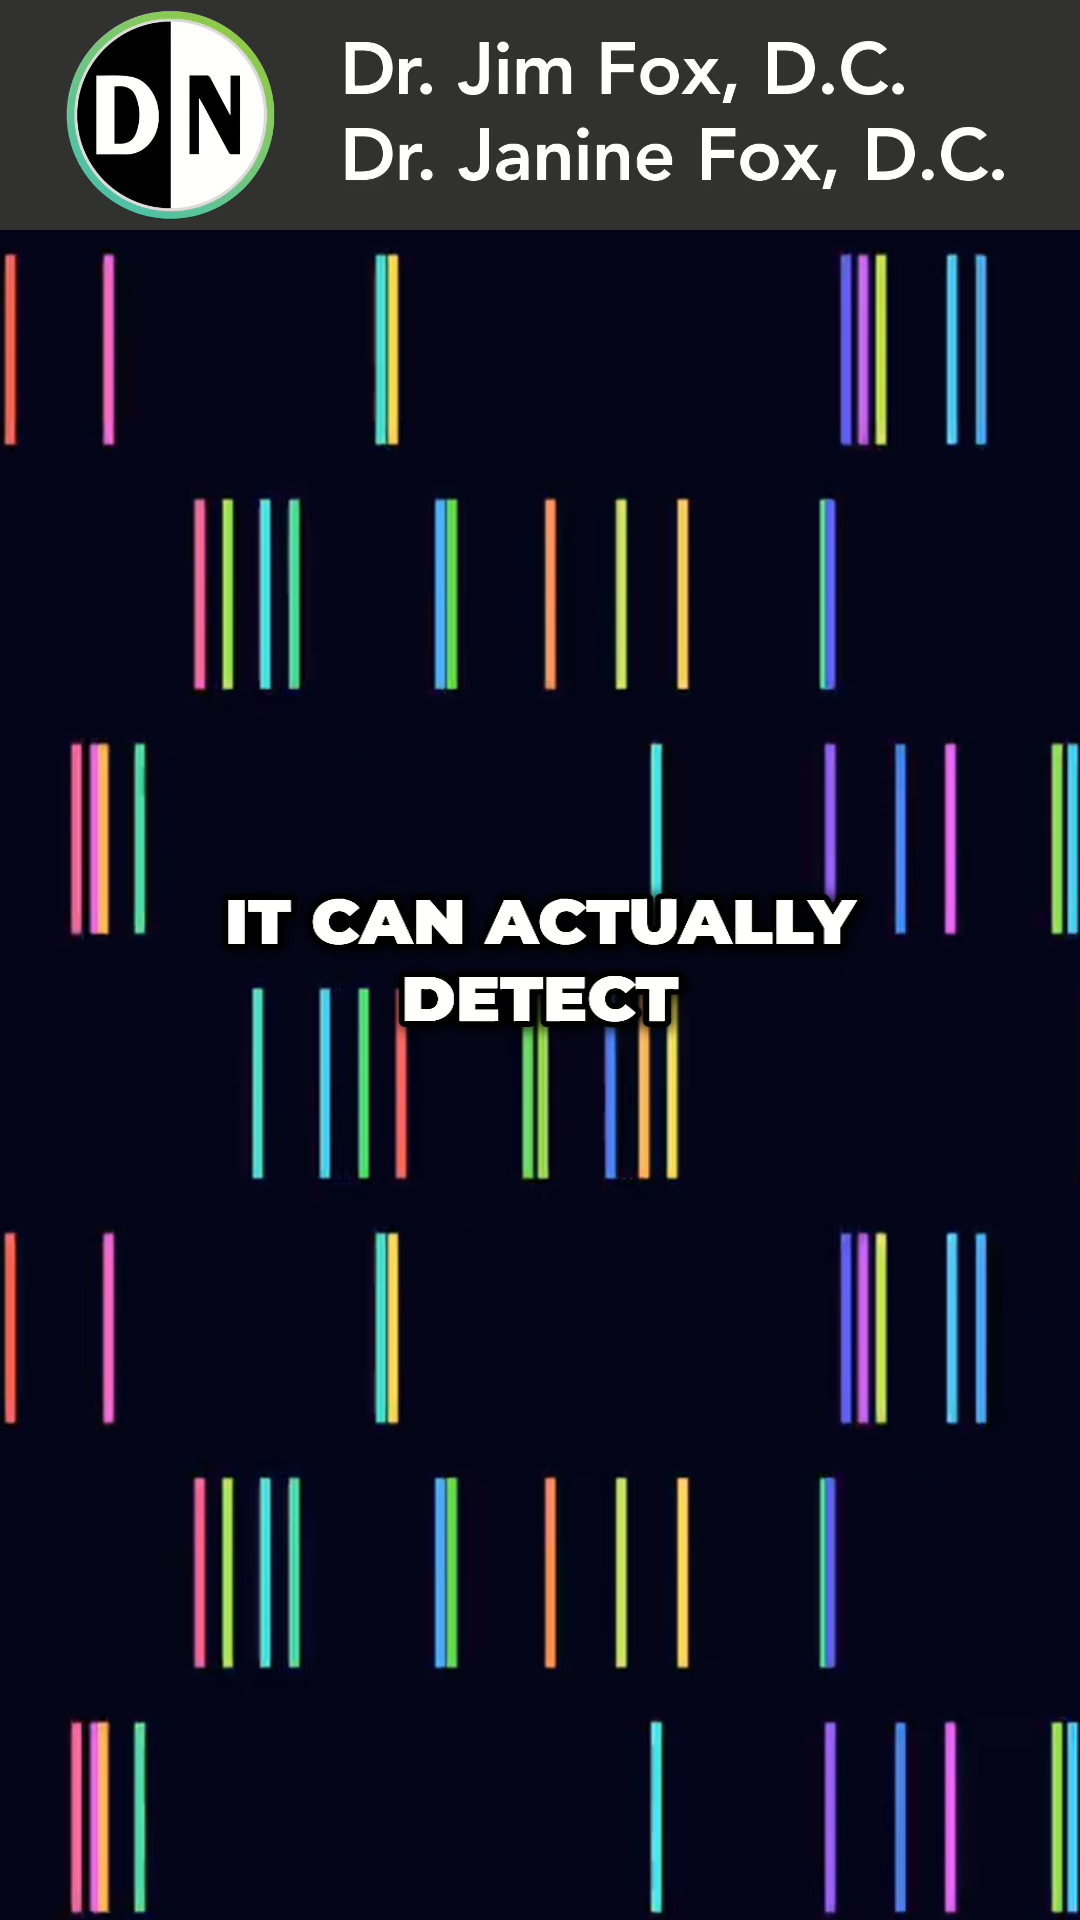 DN
Dr. Jim Fox, D.C.
Dr. Janine Fox, D.C.
IT CAN ACTUALLY
DETECT